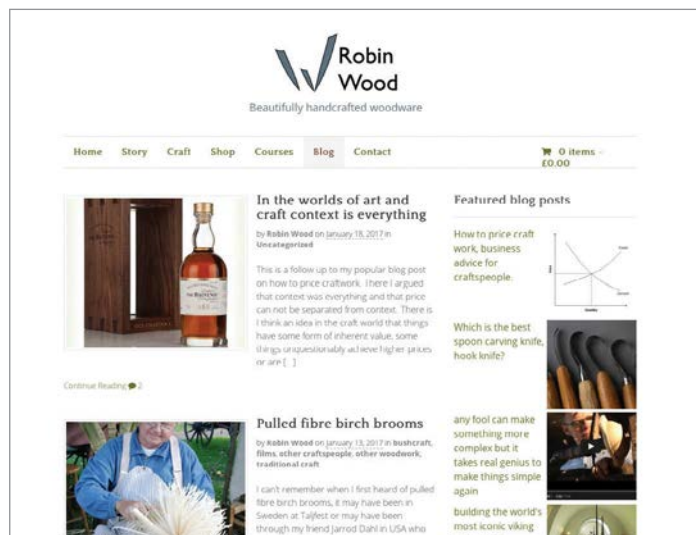 Robin
Wood
Beautifully handcrafted woodware
Home Story Craft Shop Courses Blog Contact
0 items -
£0.00
In the worlds of art and
craft context is everything
by Robin Wood on January 18, 2017 in
Uncategorized
This is a follow up to my popular blog post
on how to price craftwork. There I argued
that context was everything and that price
can not be separated from context. There is
I think an idea in the craft world that things
have some form of inherent value, some
things unquestionably achieve higher prices
or are [...]
Continue Reading 2
Pulled fibre birch brooms
by Robin Wood on January 13, 2017 in bushcraft,
films, other craftspeople, other woodwork,
traditional craft
I can't remember when I first heard of pulled
fibre birch brooms, it may have been in
Sweden at Täljfest or may have been
through my friend Jarrod Dahl in USA who
Featured blog posts
How to price craft
work, business
advice for
craftspeople.
Which is the best
spoon carving knife,
hook knife?
any fool can make
something more
complex but it
takes real genius to
make things simple
again
building the world's
most iconic viking